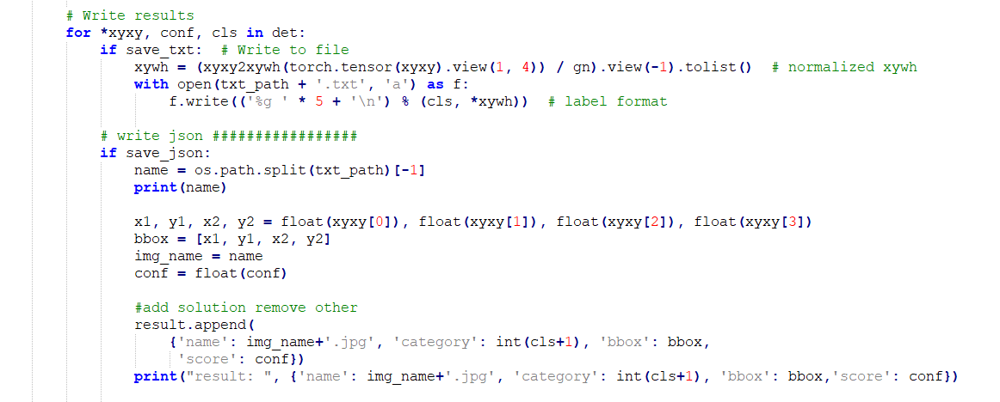 # Write results
for *xyxy, conf, cls in det:
    if save_txt:  # Write to file
        xywh = (xyxy2xywh(torch.tensor(xyxy).view(1, 4)) / gn).view(-1).tolist()  # normalized xywh
        with open(txt_path + '.txt', 'a') as f:
            f.write(('%g ' * 5 + '\n') % (cls, *xywh))  # label format
    # write json #################
    if save_json:
        name = os.path.split(txt_path)[-1]
        print(name)
        x1, y1, x2, y2 = float(xyxy[0]), float(xyxy[1]), float(xyxy[2]), float(xyxy[3])
        bbox = [x1, y1, x2, y2]
        img_name = name
        conf = float(conf)
        #add solution remove other
        result.append(
            {'name': img_name+'.jpg', 'category': int(cls+1), 'bbox': bbox,
             'score': conf})
        print("result: ", {'name': img_name+'.jpg', 'category': int(cls+1), 'bbox': bbox,'score': conf})